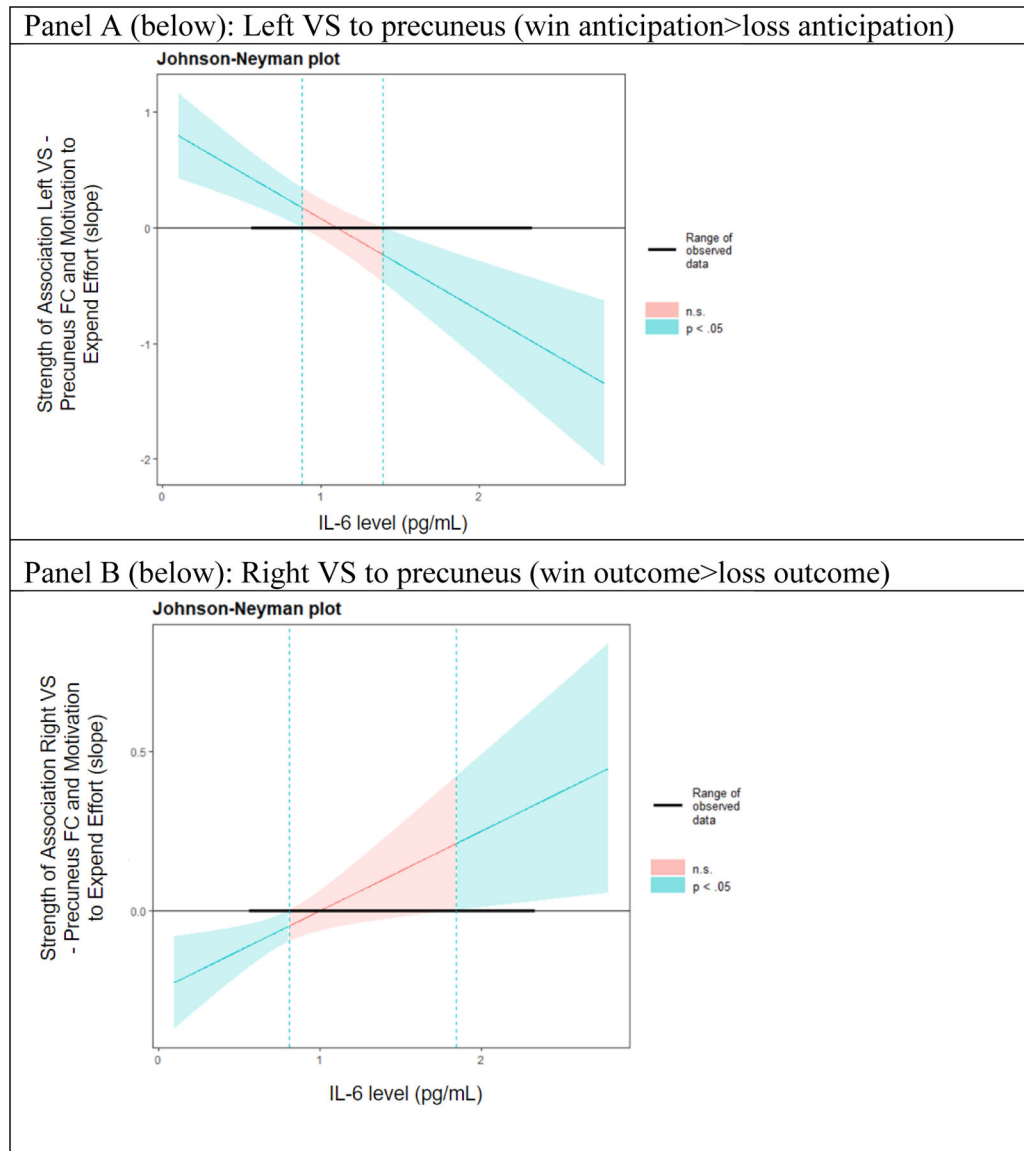 Panel A (below): Left VS to precuneus (win anticipation>loss anticipation)
Johnson-Neyman plot
Strength of Association Left VS -
Precuneus FC and Motivation to
Expend Effort (slope)
1
0
-1
-2
0
1
2
IL-6 level (pg/mL)
Range of
observed
data
n.s.
p < .05
Panel B (below): Right VS to precuneus (win outcome>loss outcome)
Johnson-Neyman plot
Strength of Association Right VS
- Precuneus FC and Motivation
to Expend Effort (slope)
0.5
0.0
0
1
2
IL-6 level (pg/mL)
Range of
observed
data
n.s.
p < .05